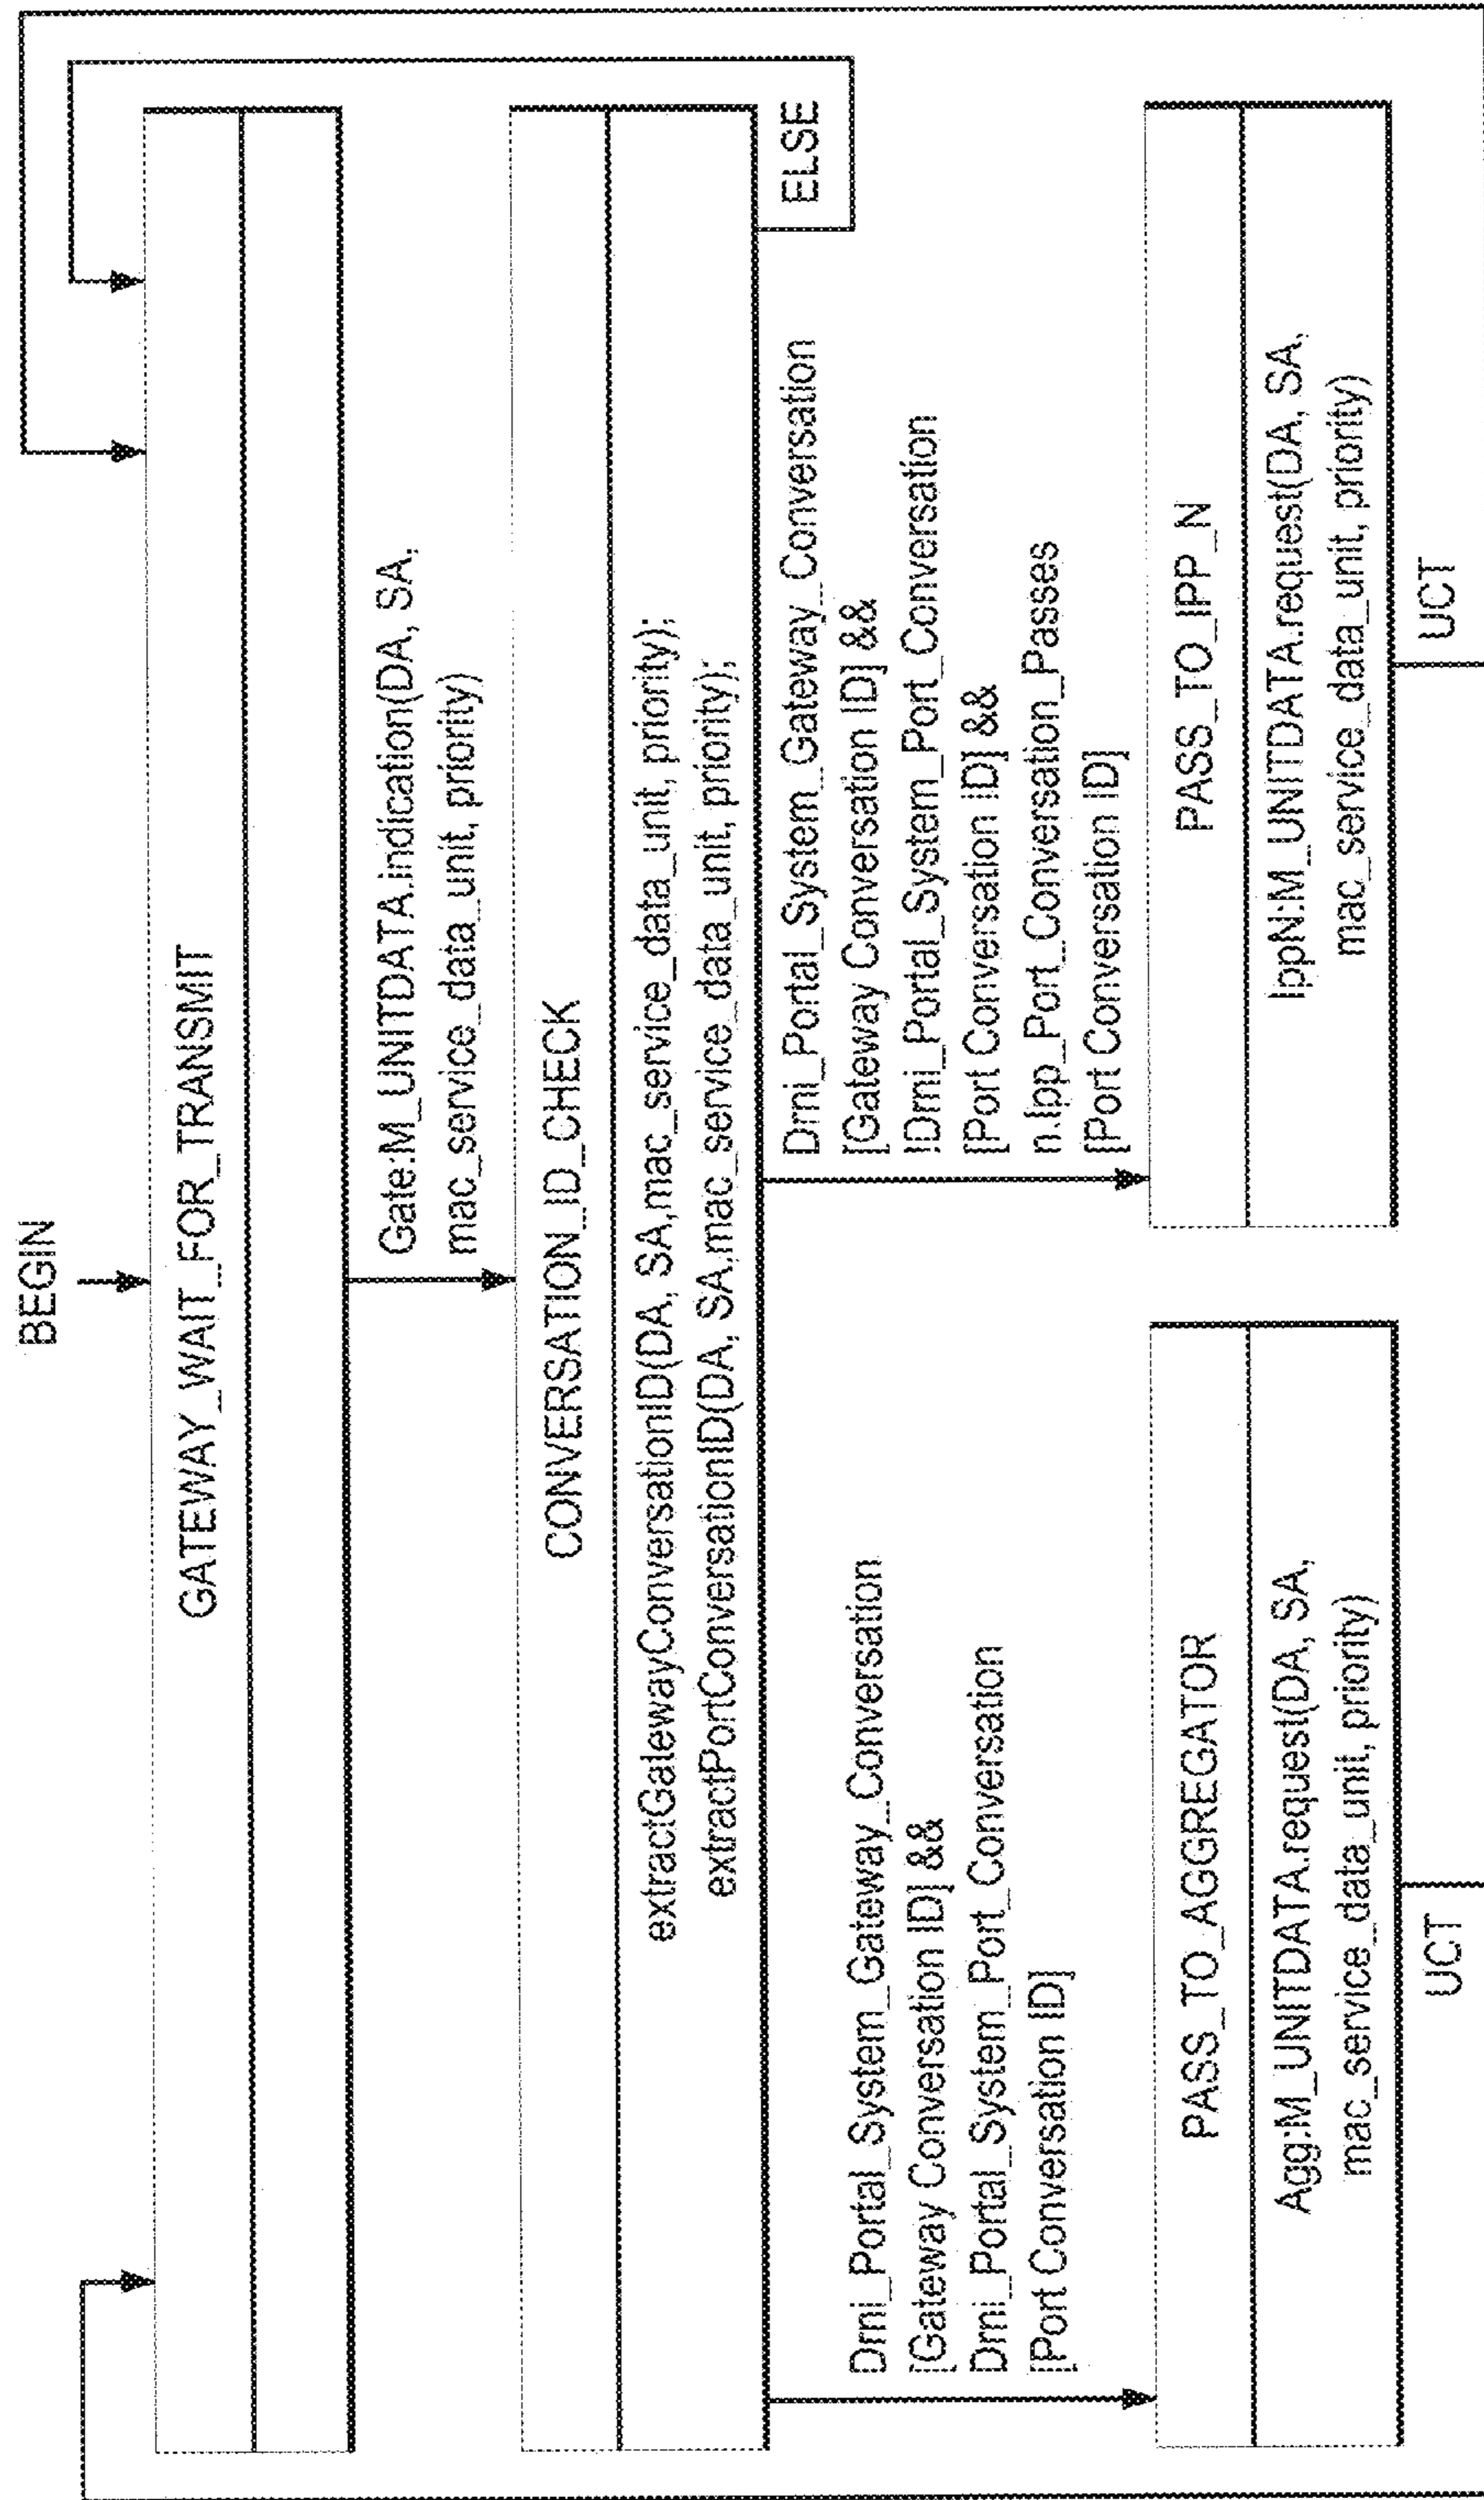 BEGIN
GATEWAY_WAIT_FOR_TRANSMIT
Gate:M_UNITDATA.indication(DA, SA,
mac_service_data_unit, priority)
CONVERSATION_ID_CHECK
extractGatewayConversationID(DA, SA,mac_service_data_unit, priority);
extractPortConversationID(DA, SA,mac_service_data_unit, priority);
ELSE
Drni_Portal_System_Gateway_Conversation
[Gateway Conversation ID] &&
Drni_Portal_System_Port_Conversation
[Port Conversation ID]
Drni_Portal_System_Gateway_Conversation
[Gateway Conversation ID] &&
!Drni_Portal_System_Port_Conversation
[Port Conversation ID] &&
n.Ipp_Port_Conversation_Passes
[Port Conversation ID]
PASS_TO_AGGREGATOR
Agg:M_UNITDATA.request(DA, SA,
mac_service_data_unit, priority)
UCT
PASS_TO_IPP_N
IppN:M_UNITDATA.request(DA, SA,
mac_service_data_unit, priority)
UCT